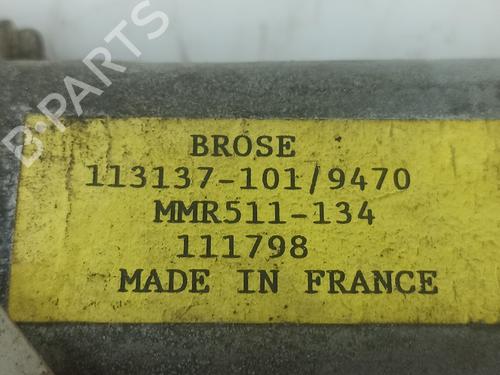 B-PARTS
BROSE
113137-101/9470
MMR511-134
111798
MADE IN FRANCE